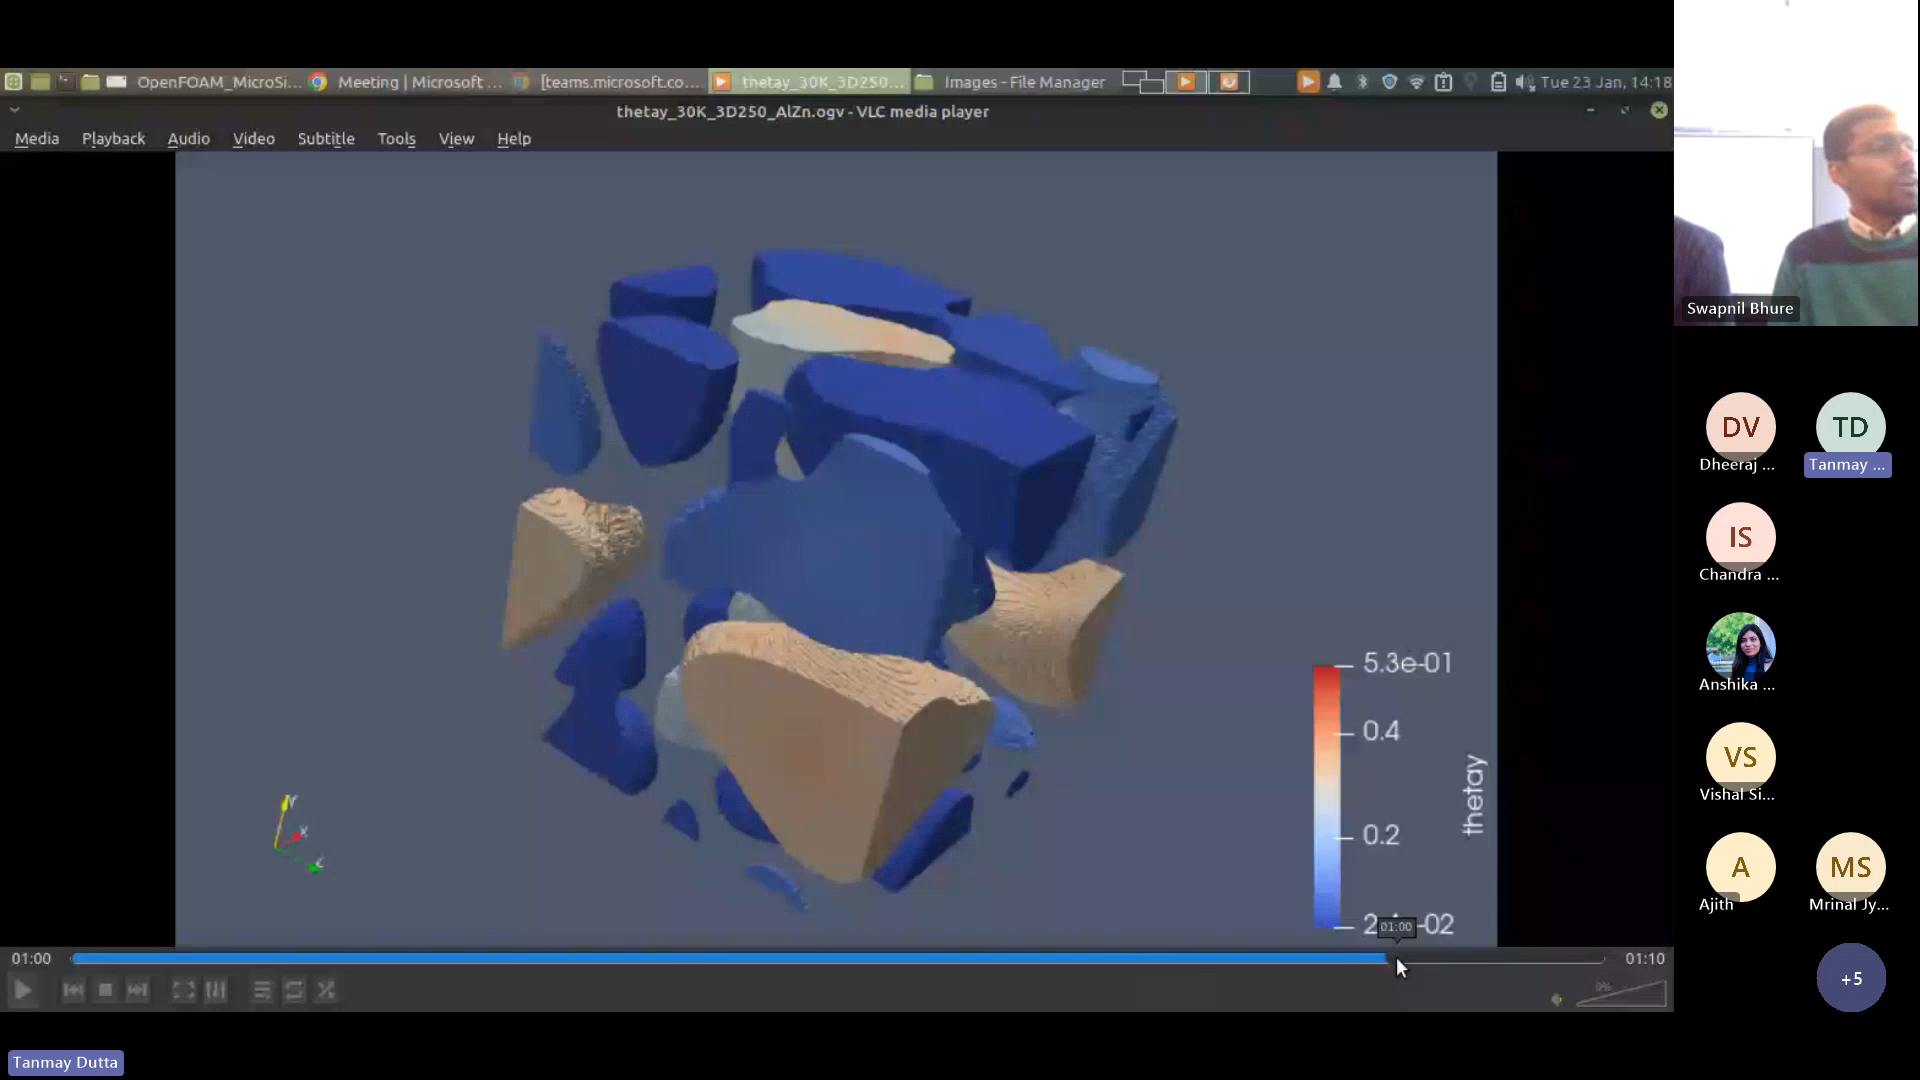 OpenFOAM_MicroSi...
Meeting | Microsoft ...
[teams.microsoft.co...
thetay_30K_3D250...
Images - File Manager
Tue 23 Jan, 14:18
thetay_30K_3D250_AlZn.ogv - VLC media player
Media Playback Audio Video Subtitle Tools View Help
Swapnil Bhure
DV
Dheeraj ...
TD
Tanmay ...
IS
Chandra ...
Anshika ...
VS
Vishal Si...
A
Ajith
MS
Mrinal Jy...
+5
5.3e-01
0.4
0.2
-02
thetay
Y
X
01:00
01:00
01:10
0%
Tanmay Dutta